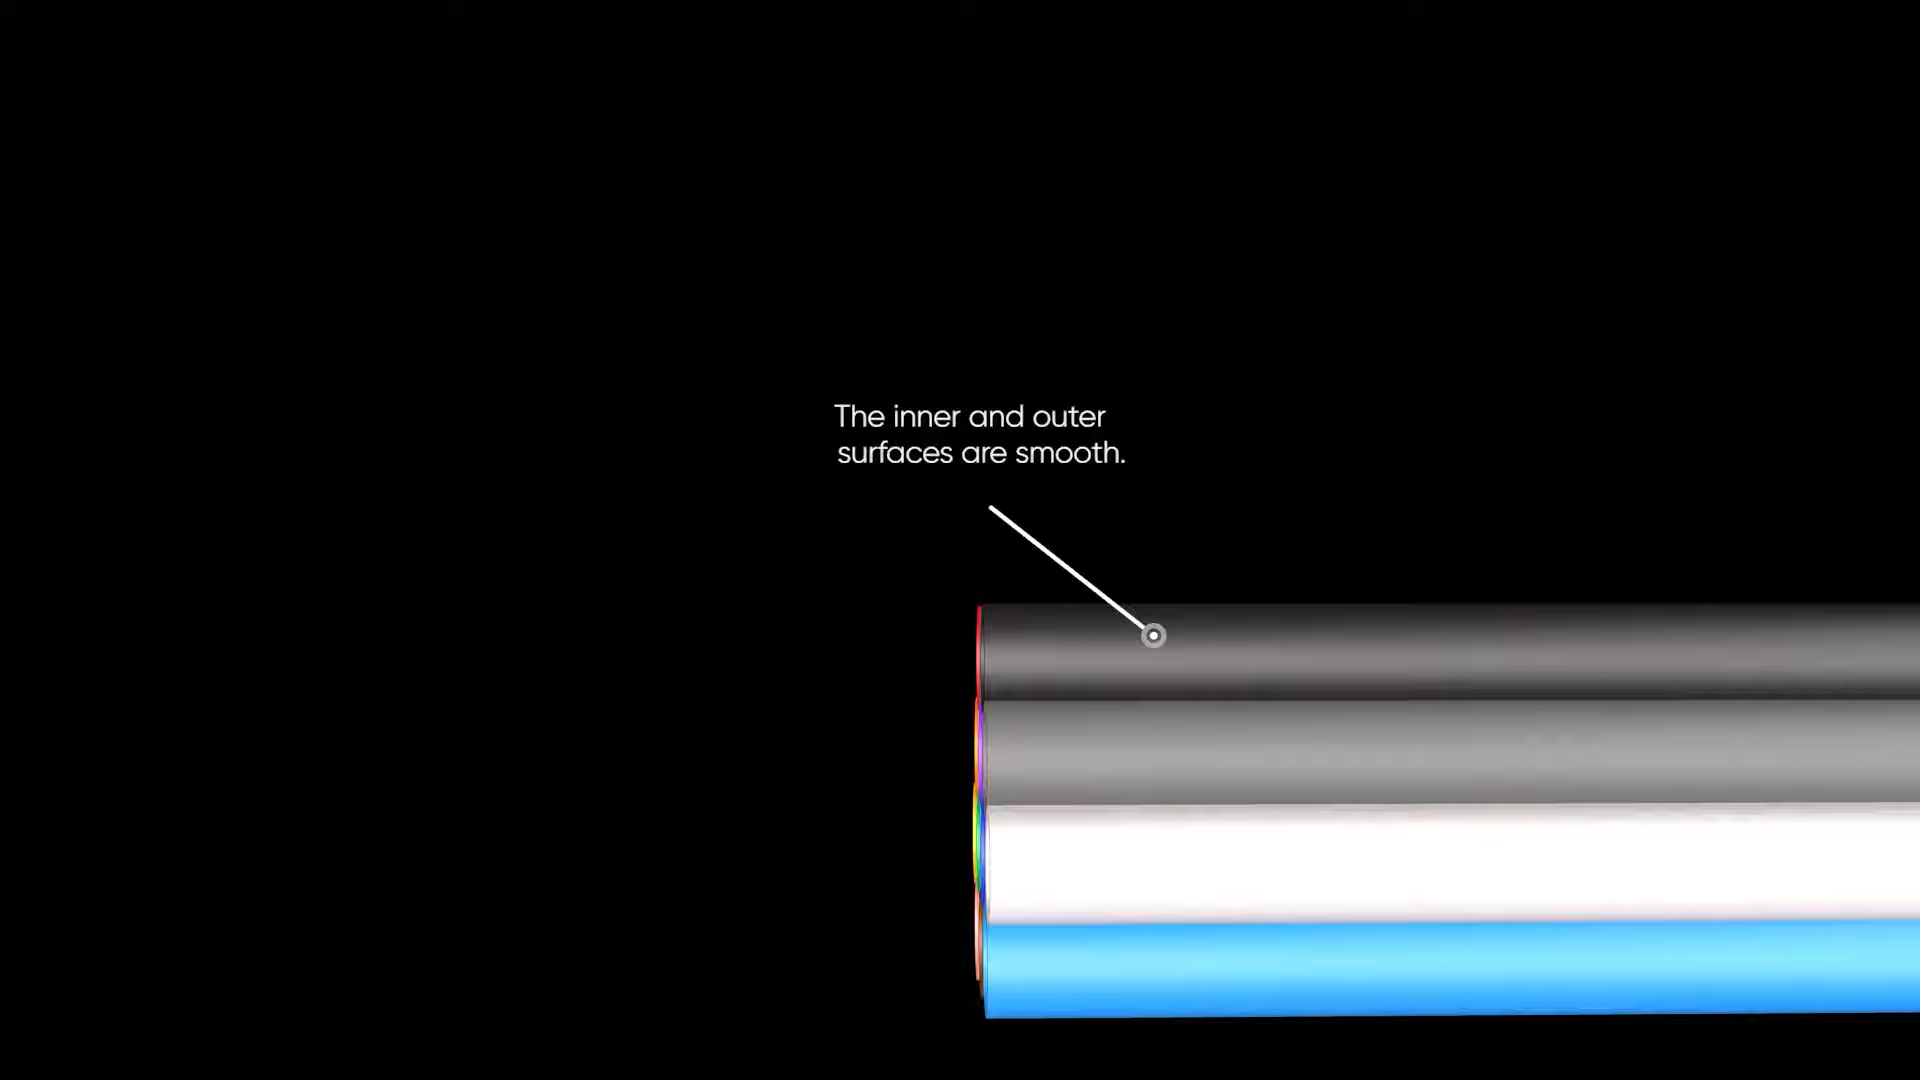 The inner and outer
surfaces are smooth.